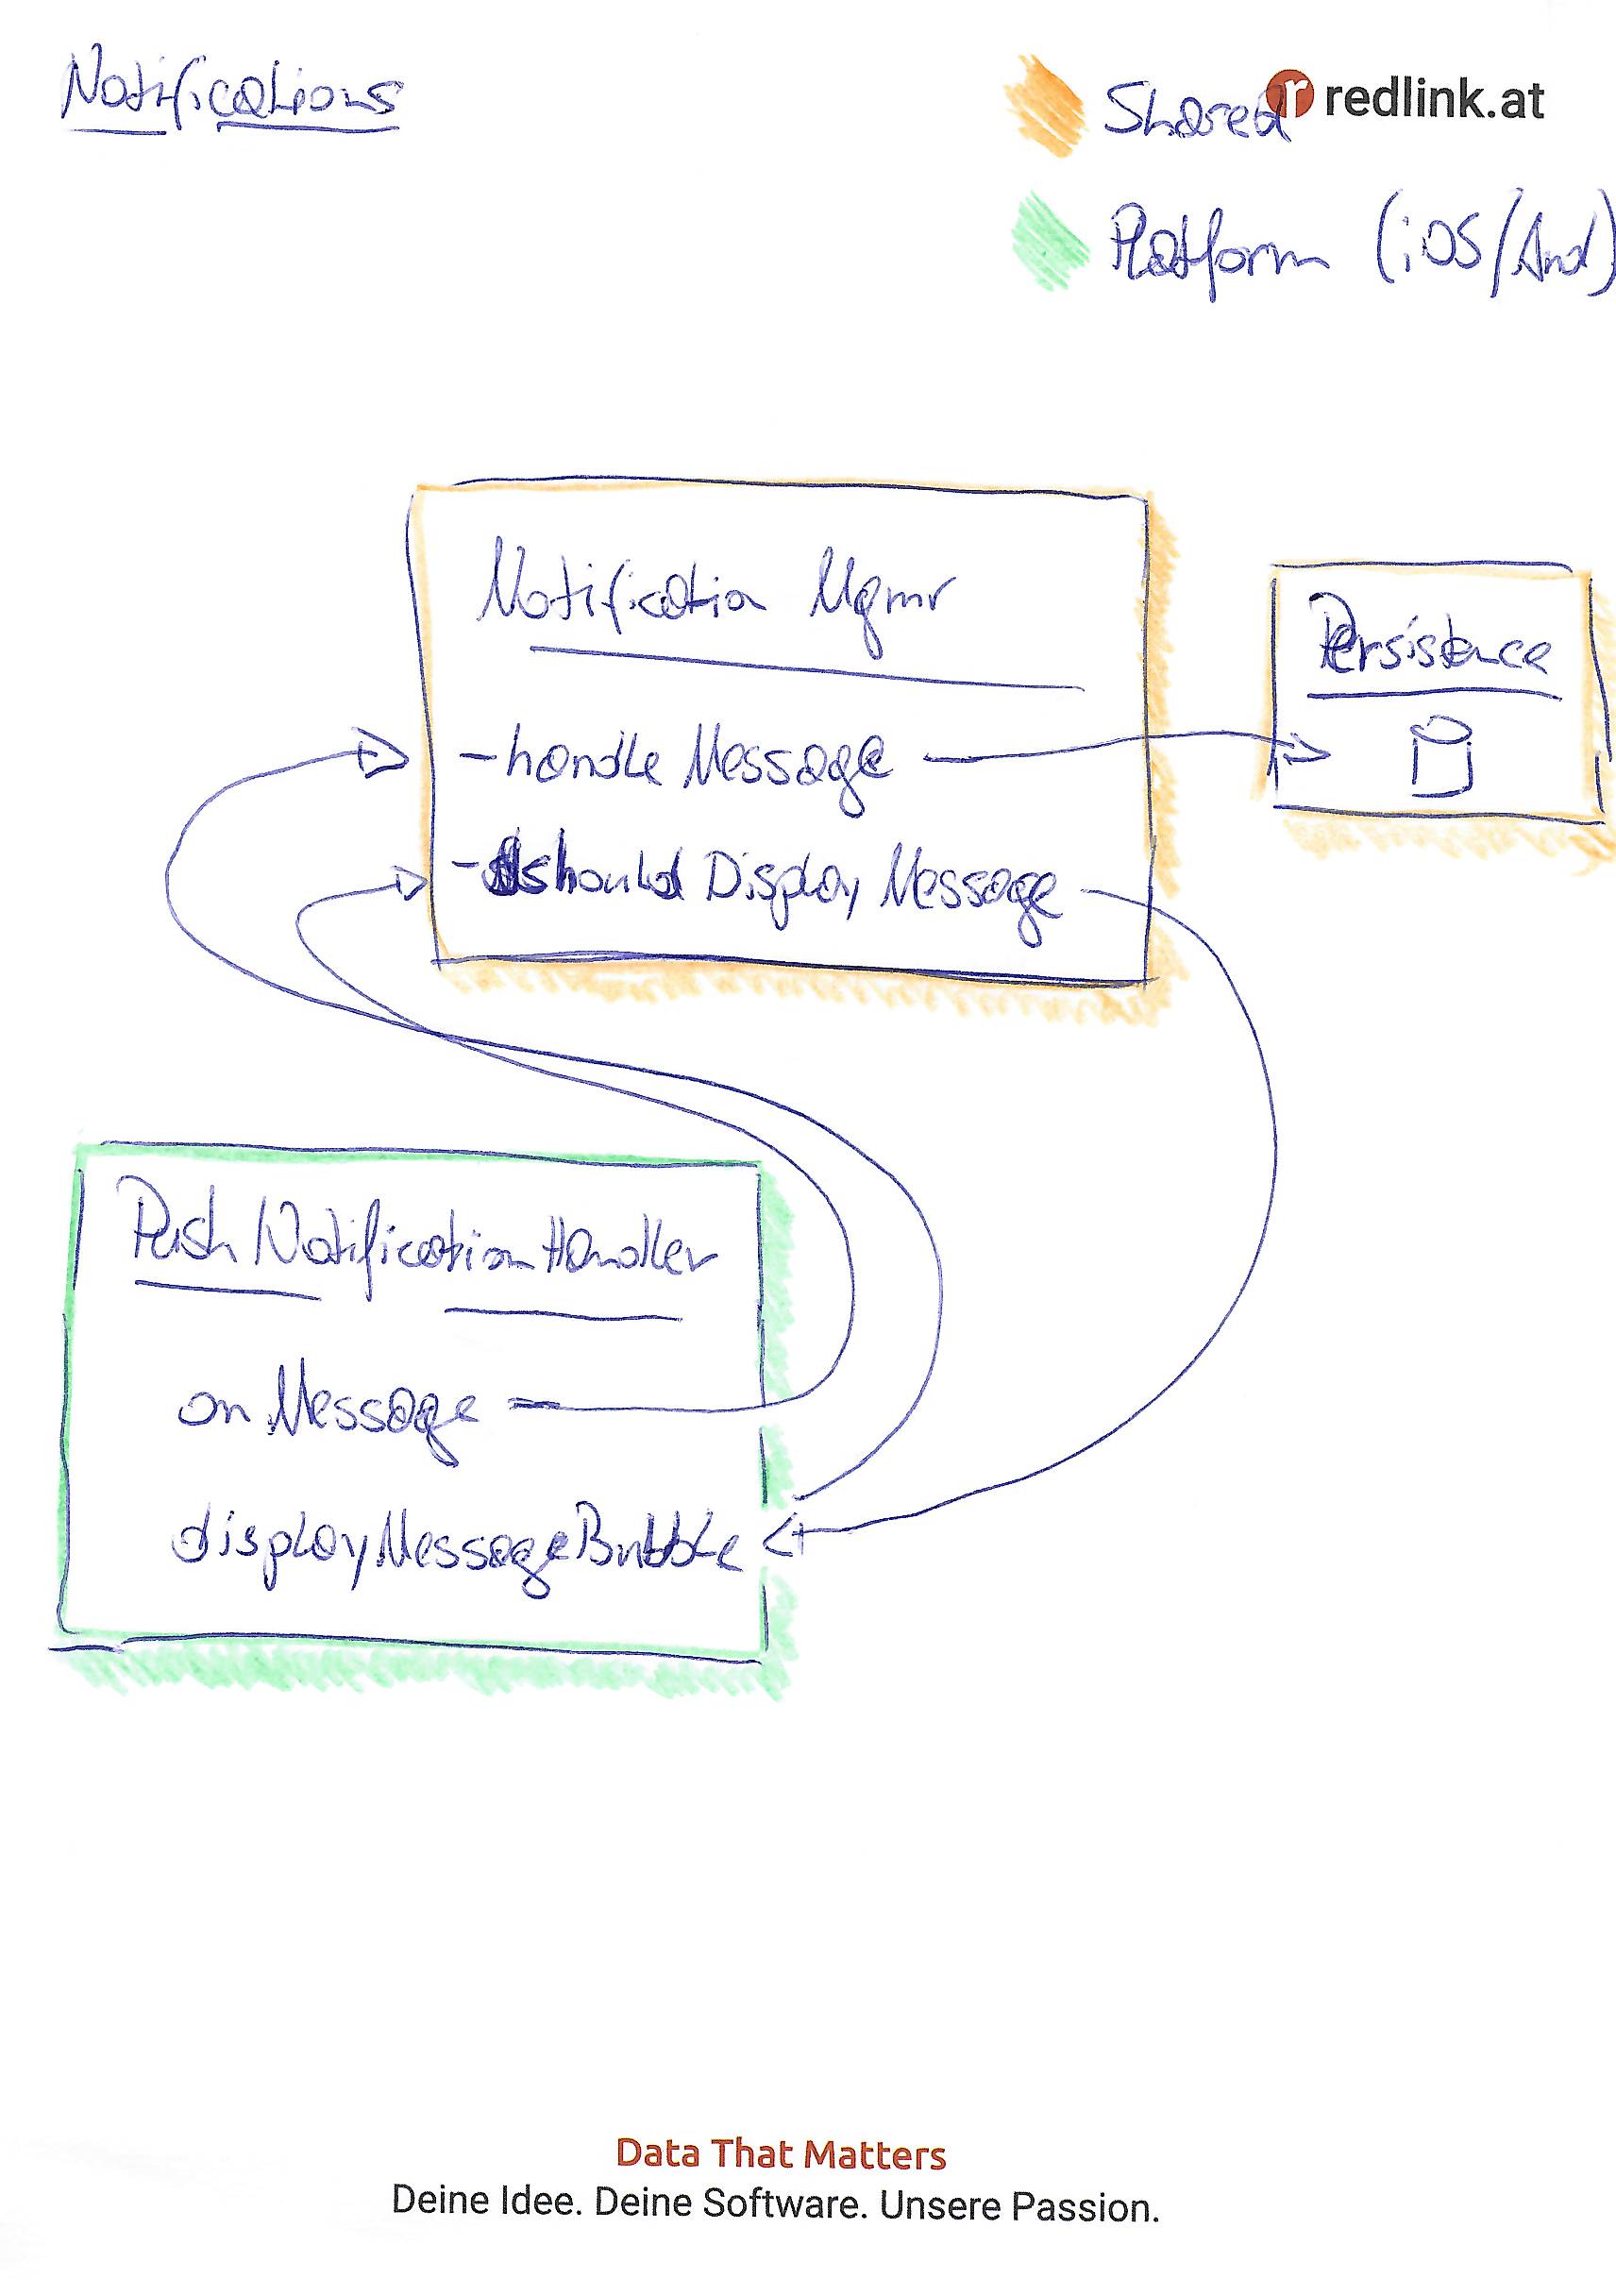 Notifications
Shared
redlink.at
Platform (iOS/And)
Notification Mgmr
- handle Message
- should Display Message
Persistence
Push Notification Handler
on Message
displayMessageBubble
Data That Matters
Deine Idee. Deine Software. Unsere Passion.